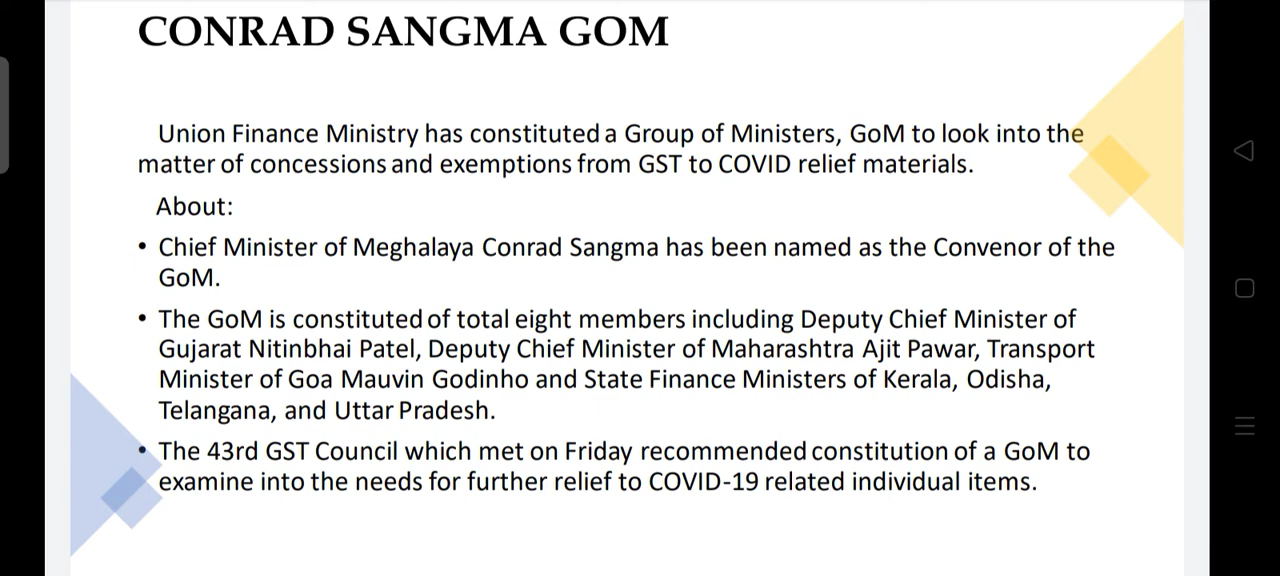 CONRAD SANGMA GOM
Union Finance Ministry has constituted a Group of Ministers, GoM to look into the
matter of concessions and exemptions from GST to COVID relief materials.
About:
• Chief Minister of Meghalaya Conrad Sangma has been named as the Convenor of the
GoM.
• The GoM is constituted of total eight members including Deputy Chief Minister of
Gujarat Nitinbhai Patel, Deputy Chief Minister of Maharashtra Ajit Pawar, Transport
Minister of Goa Mauvin Godinho and State Finance Ministers of Kerala, Odisha,
Telangana, and Uttar Pradesh.
• The 43rd GST Council which met on Friday recommended constitution of a GoM to
examine into the needs for further relief to COVID-19 related individual items.